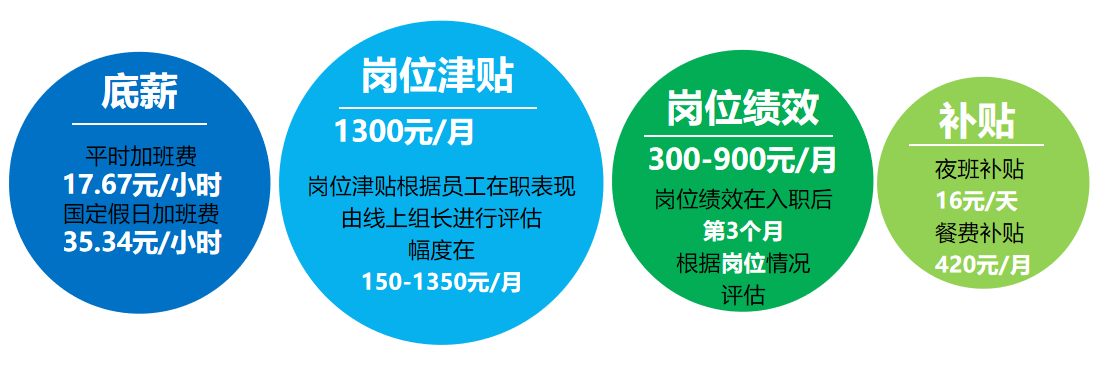 底薪
平时加班费
17.67元/小时
国定假日加班费
35.34元/小时
岗位津贴
1300元/月
岗位津贴根据员工在职表现
由线上组长进行评估
幅度在
150-1350元/月
岗位绩效
300-900元/月
岗位绩效在入职后
第3个月
根据岗位情况
评估
补贴
夜班补贴
16元/天
餐费补贴
420元/月